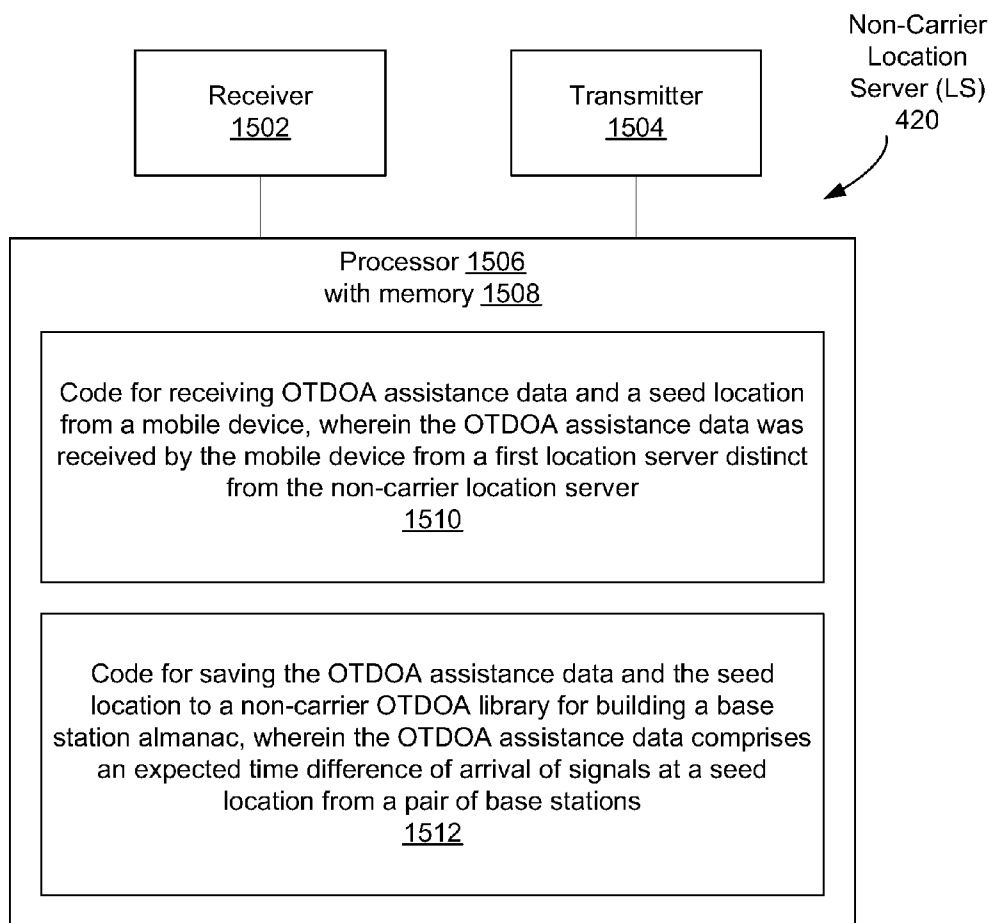 Non-Carrier
Location
Server (LS)
420
Receiver
1502
Transmitter
1504
Processor 1506
with memory 1508
Code for receiving OTDOA assistance data and a seed location
from a mobile device, wherein the OTDOA assistance data was
received by the mobile device from a first location server distinct
from the non-carrier location server
1510
Code for saving the OTDOA assistance data and the seed
location to a non-carrier OTDOA library for building a base
station almanac, wherein the OTDOA assistance data comprises
an expected time difference of arrival of signals at a seed
location from a pair of base stations
1512